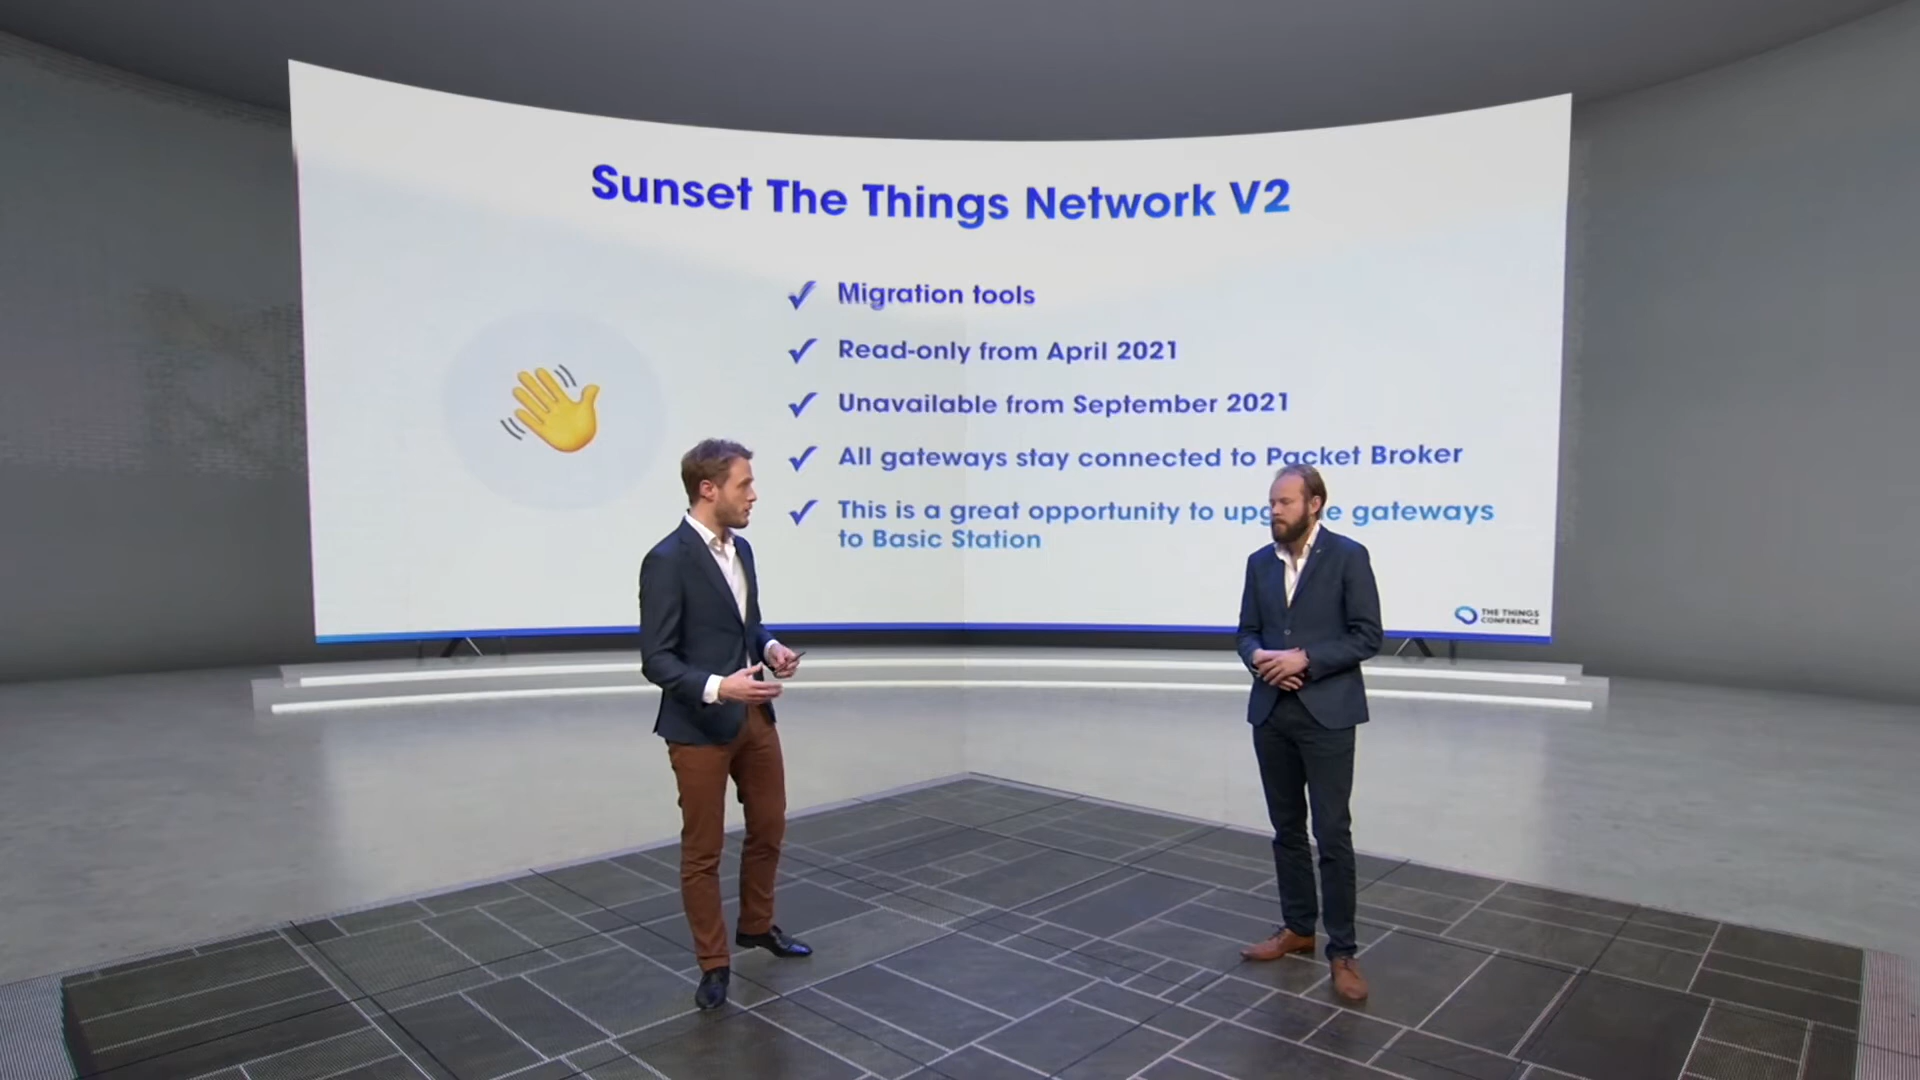 Sunset The Things Network V2
Migration tools
Read-only from April 2021
Unavailable from September 2021
All gateways stay connected to Packet Broker
This is a great opportunity to gateways
to Basic Station
THE THINGS
CONFERENCE